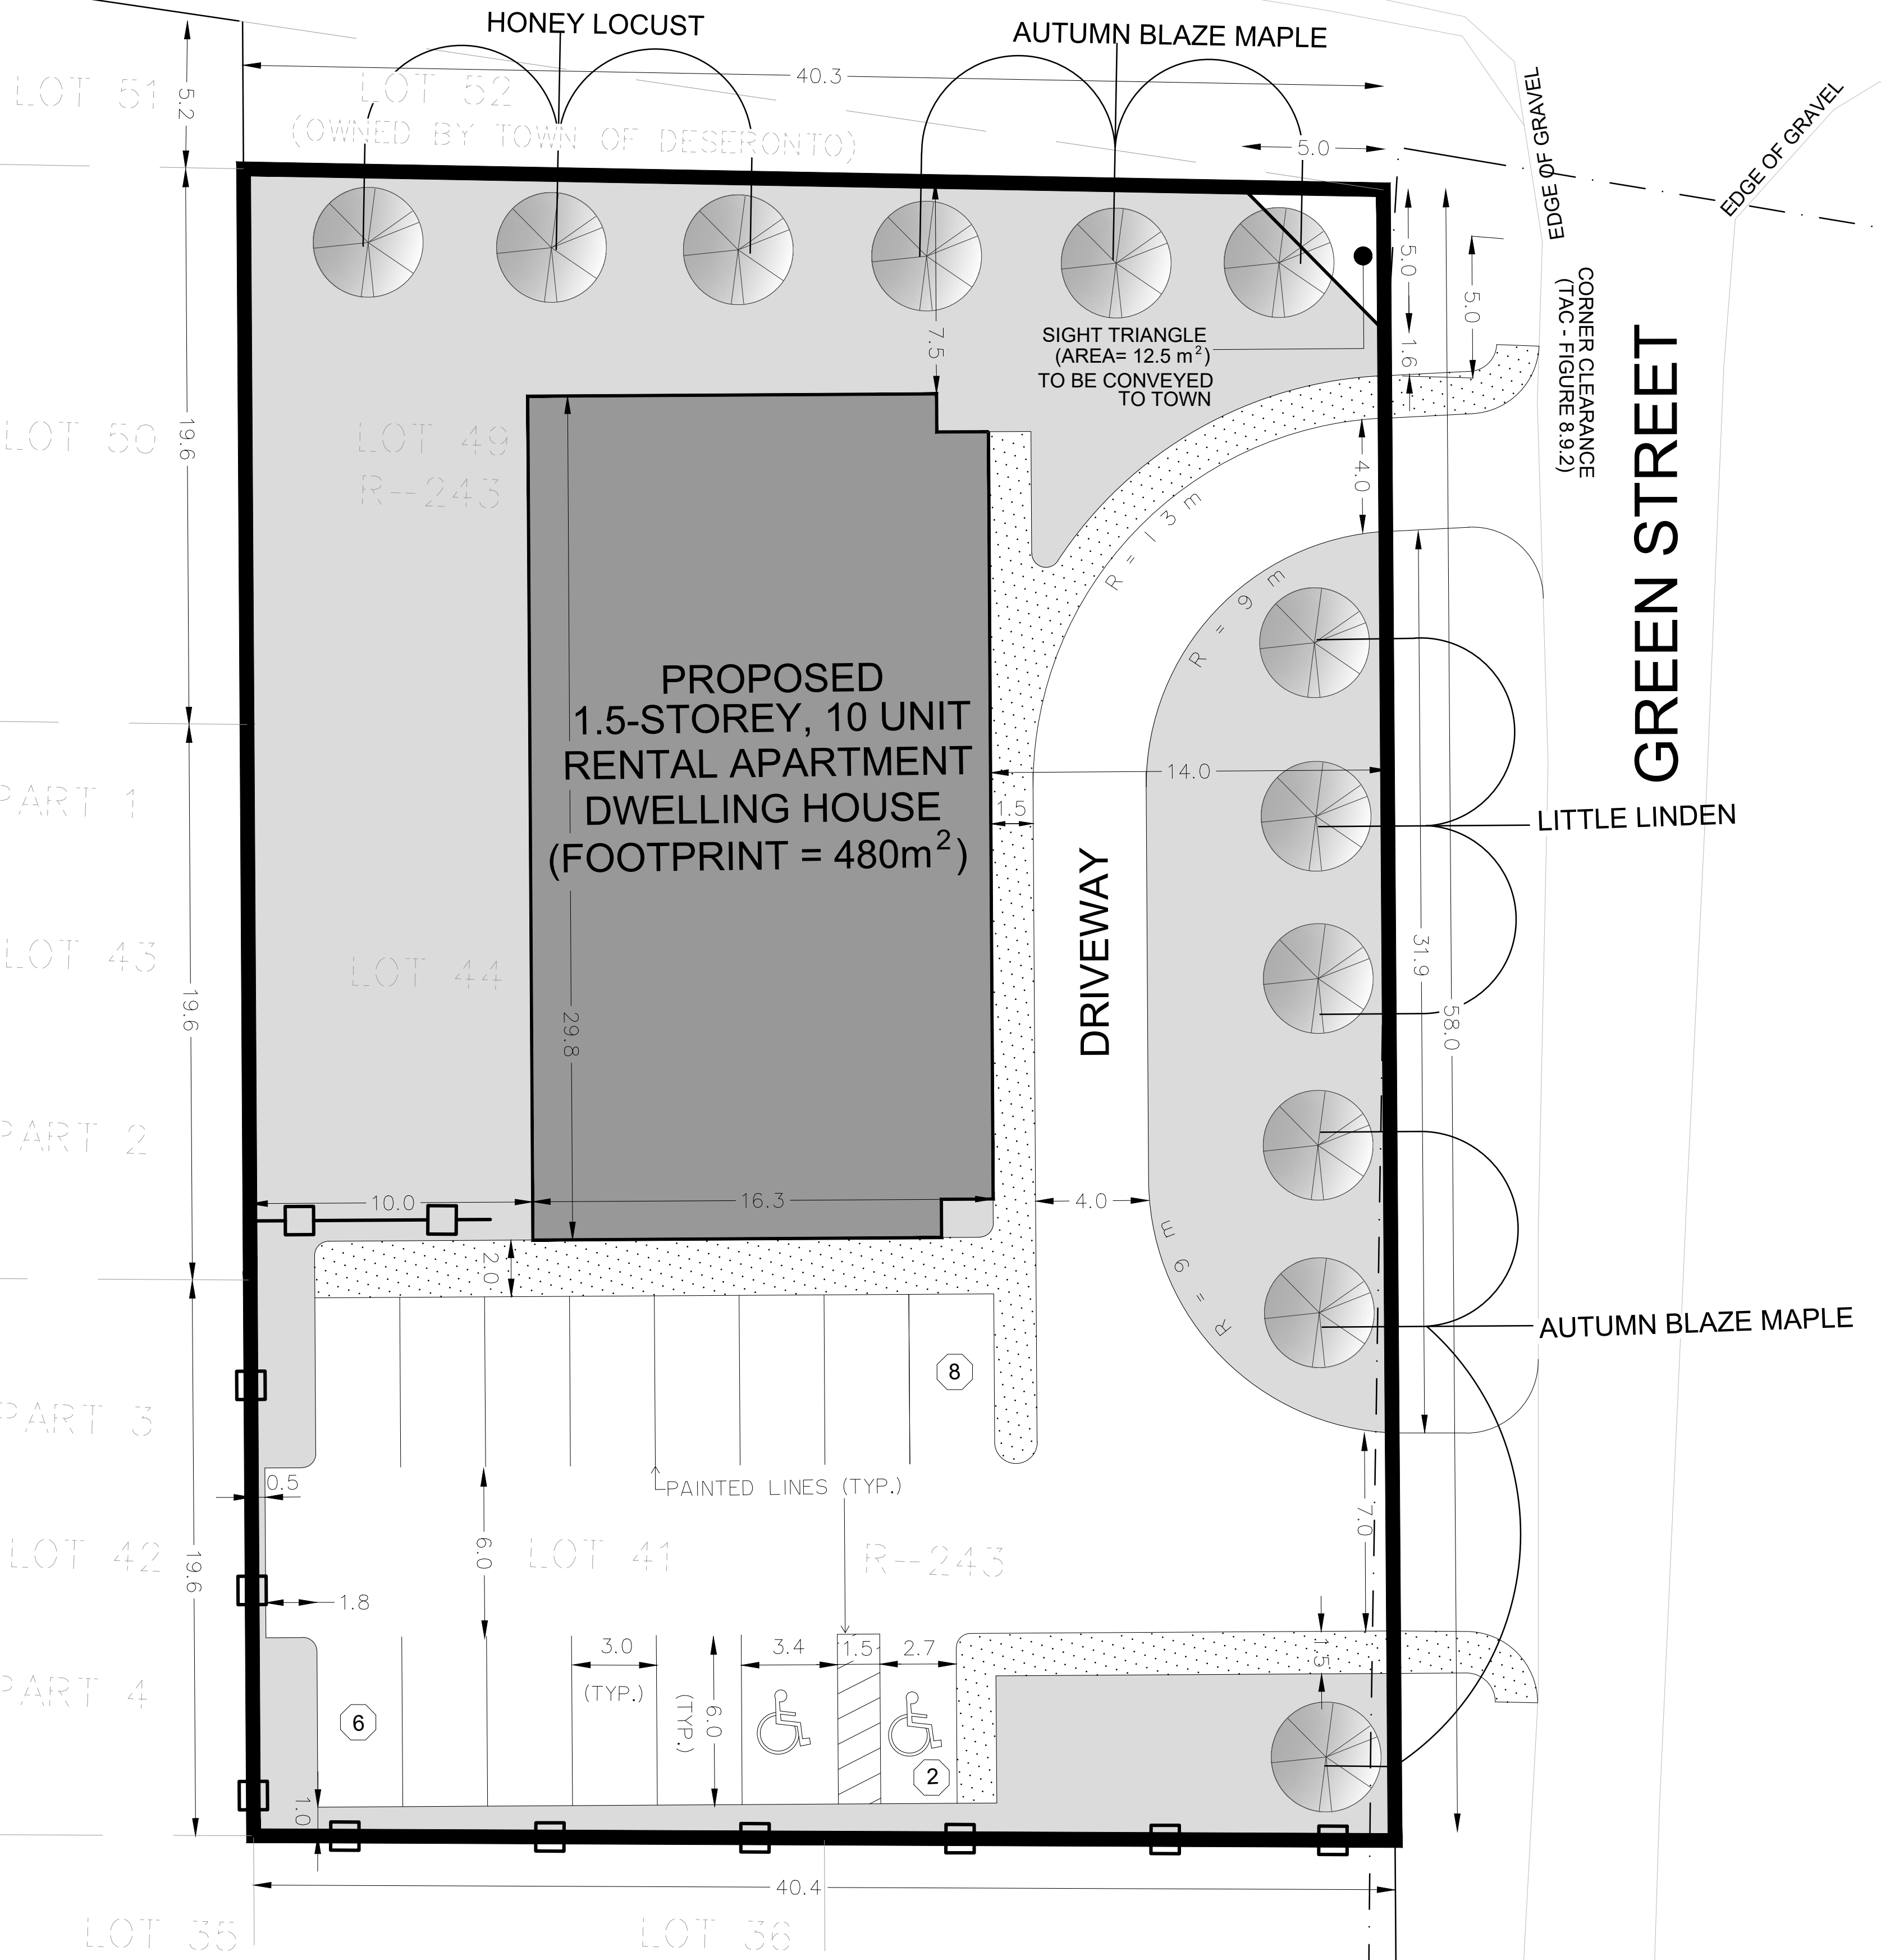 HONEY LOCUST
AUTUMN BLAZE MAPLE
40.3
5.2
LOT 51
LOT 52
(OWNED BY TOWN OF DESERONTO)
5.0
EDGE OF GRAVEL
EDGE OF GRAVEL
5.0
5.0
1.6
CORNER CLEARANCE
(TAC - FIGURE 8.9.2)
7.5
SIGHT TRIANGLE
(AREA= 12.5 m²)
TO BE CONVEYED
TO TOWN
19.6
LOT 50
LOT 49
R-243
4.0
R = 13m
R = 9 m
GREEN STREET
PROPOSED
1.5-STOREY, 10 UNIT
RENTAL APARTMENT
DWELLING HOUSE
(FOOTPRINT = 480m²)
14.0
1.5
PART 1
LITTLE LINDEN
DRIVEWAY
LOT 43
LOT 44
31.9
58.0
19.6
29.8
PART 2
10.0
16.3
4.0
2.0
R = 9 m
AUTUMN BLAZE MAPLE
8
PART 3
0.5
PAINTED LINES (TYP.)
7.0
LOT 42
19.6
6.0
LOT 41
R-243
1.8
3.0
(TYP.)
6.0
(TYP.)
3.4
1.5
2.7
1.5
PART 4
6
2
1.0
40.4
LOT 35
LOT 36